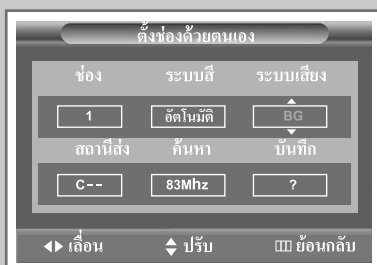 ตั้งช่องด้วยตนเอง
ช่อง ระบบสี ระบบเสียง
1 อัตโนมัติ BG
สถานีส่ง ค้นหา บันทึก
C-- 83Mhz ?
เลื่อน ปรับ ย้อนกลับ